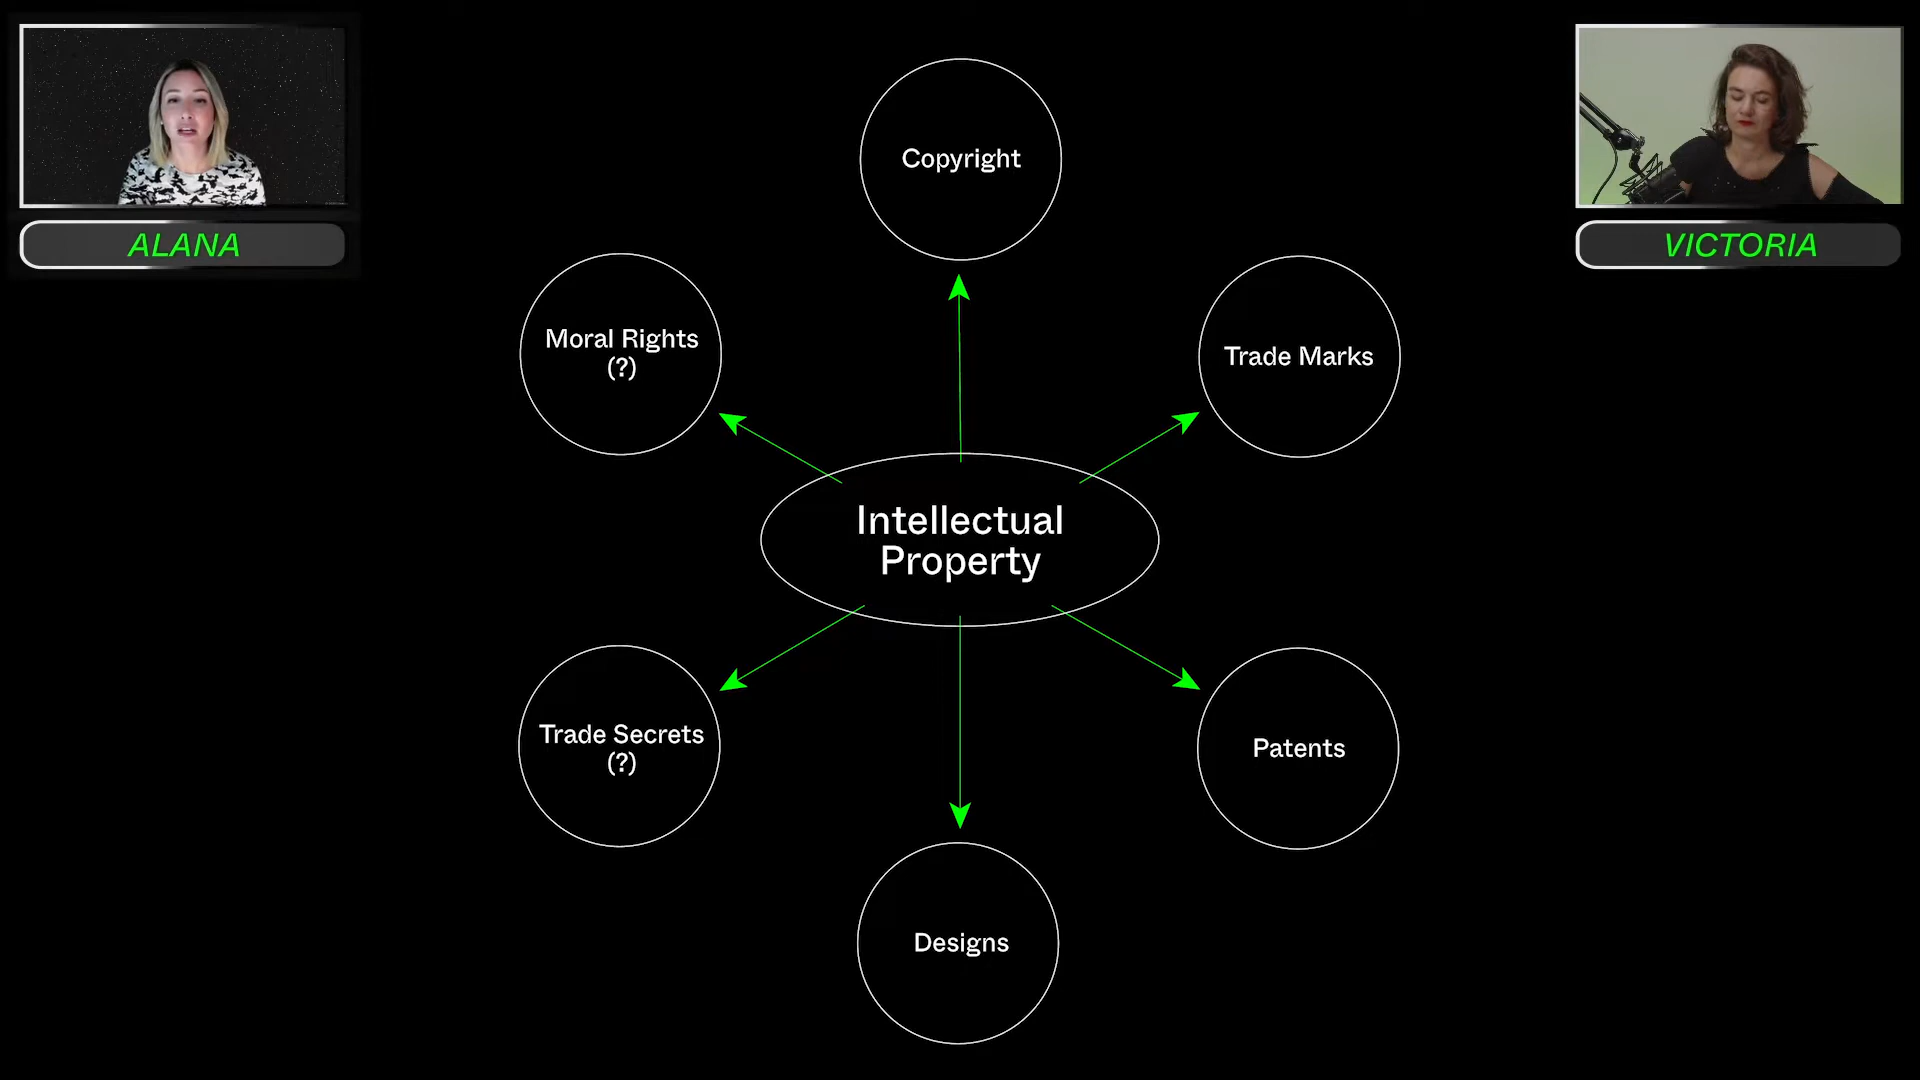 ALANA
VICTORIA
Copyright
Moral Rights
(?)
Trade Marks
Intellectual
Property
Trade Secrets
(?)
Patents
Designs